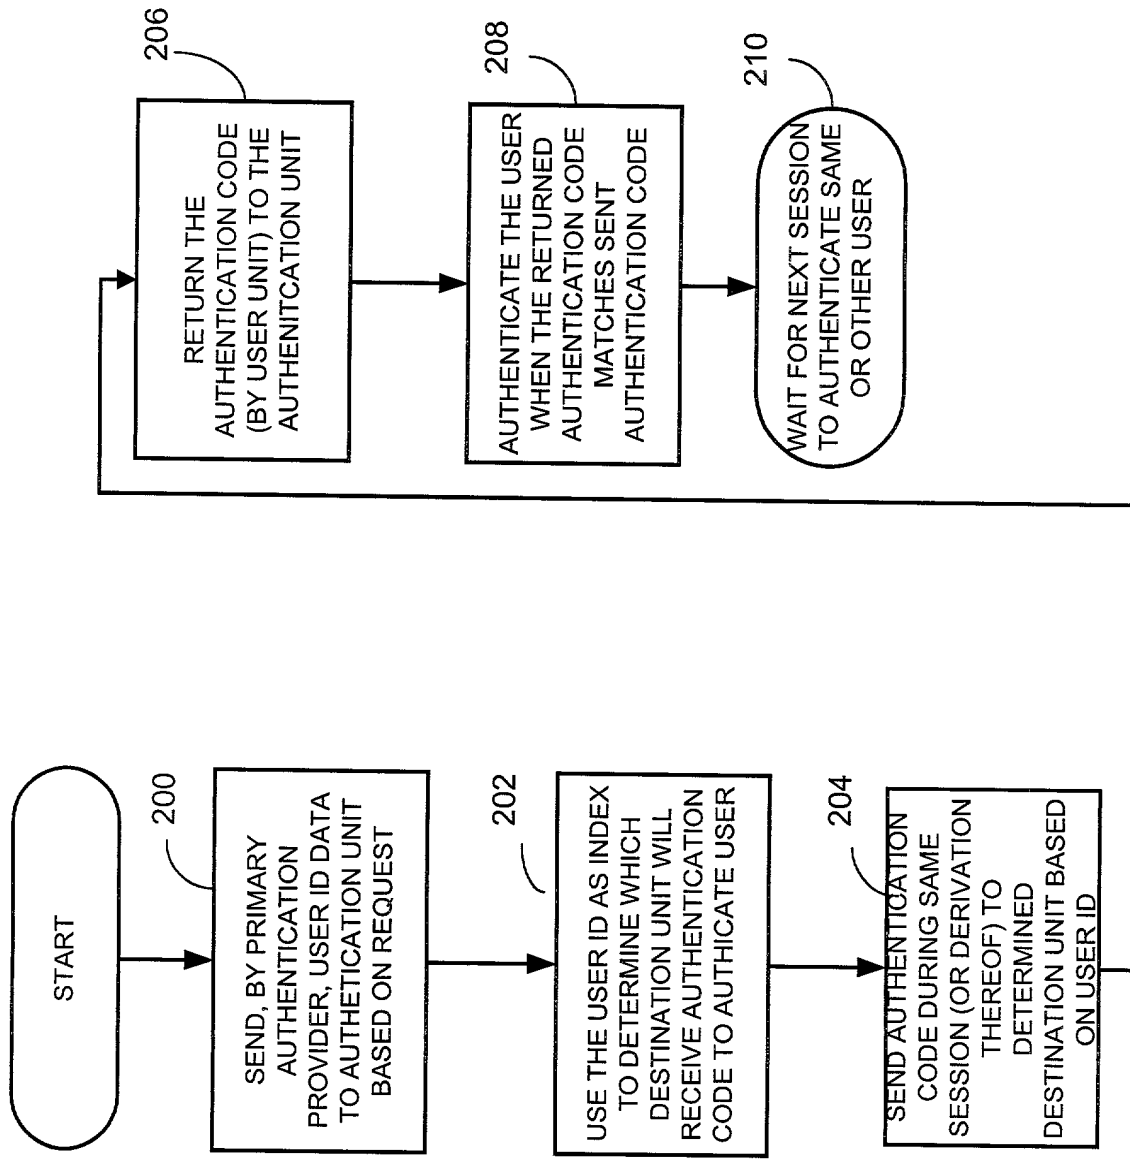 START
200
SEND, BY PRIMARY
AUTHENTICATION
PROVIDER, USER ID DATA
TO AUTHETICATION UNIT
BASED ON REQUEST
202
USE THE USER ID AS INDEX
TO DETERMINE WHICH
DESTINATION UNIT WILL
RECEIVE AUTHENTICATION
CODE TO AUTHICATE USER
204
SEND AUTHENTICATION
CODE DURING SAME
SESSION (OR DERIVATION
THEREOF) TO
DETERMINED
DESTINATION UNIT BASED
ON USER ID
206
RETURN THE
AUTHENTICATION CODE
(BY USER UNIT) TO THE
AUTHENITCATION UNIT
208
AUTHENTICATE THE USER
WHEN THE RETURNED
AUTHENTICATION CODE
MATCHES SENT
AUTHENTICATION CODE
210
WAIT FOR NEXT SESSION
TO AUTHENTICATE SAME
OR OTHER USER